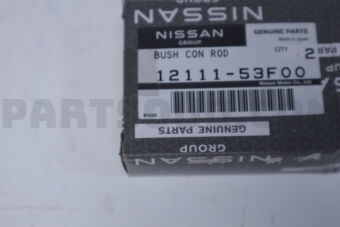 NISSAN
NISSAN GENUINE PARTS
GROUP Made in Japan
BUSH CON ROD QTY 2
12111-53F00
Nissan Motor Co., Ltd.
GENUINE PARTS
GROUP
NISSAN